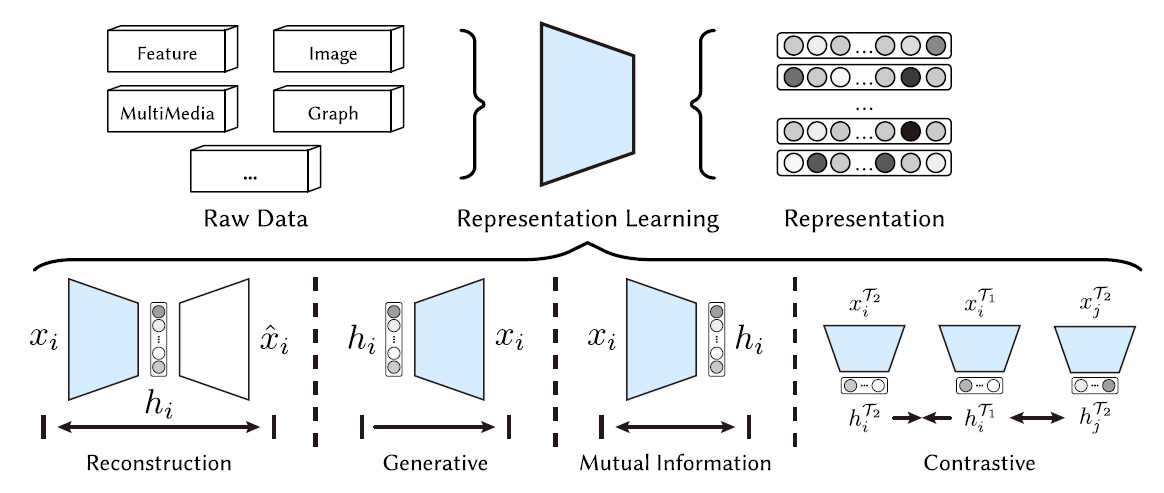 Feature
Image
MultiMedia
Graph
...
...
...
...
...
...
Raw Data
Representation Learning
Representation
x_i
h_i
x̂_i
Reconstruction
h_i
x_i
Generative
x_i
h_i
Mutual Information
x_i^{𝒯_2} x_i^{𝒯_1} x_j^{𝒯_2}
h_i^{𝒯_2} h_i^{𝒯_1} h_j^{𝒯_2}
Contrastive